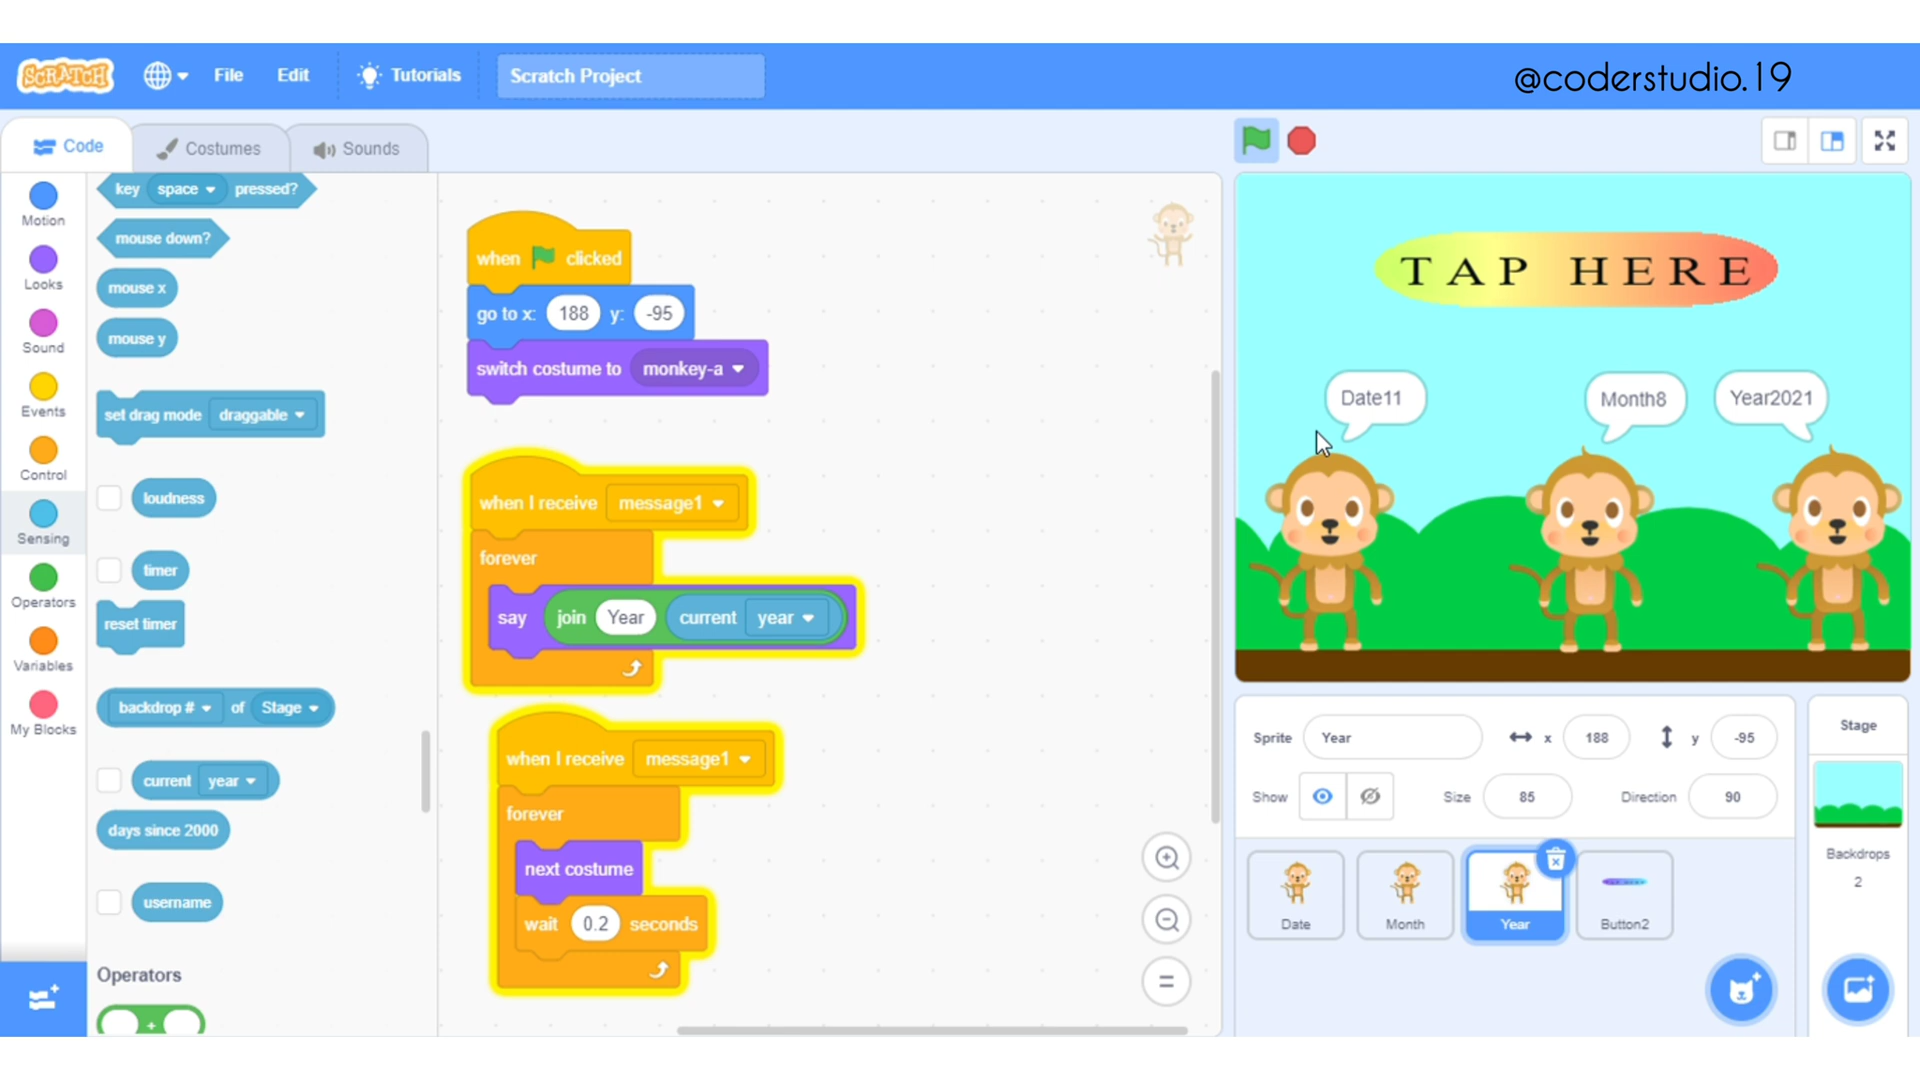 SCRATCH
File
Edit
Tutorials
Scratch Project
@coderstudio.19
Code
Costumes
Sounds
Motion
Looks
Sound
Events
Control
Sensing
Operators
Variables
My Blocks
key space pressed?
mouse down?
mouse x
mouse y
set drag mode draggable
loudness
timer
reset timer
backdrop # of Stage
current year
days since 2000
username
Operators
+
when clicked
go to x: 188 y: -95
switch costume to monkey-a
when I receive message1
forever
say join Year current year
when I receive message1
forever
next costume
wait 0.2 seconds
TAP HERE
Date11
Month8
Year2021
Sprite Year x 188 y -95
Show Size 85 Direction 90
Date
Month
Year
Button2
Stage
Backdrops
2